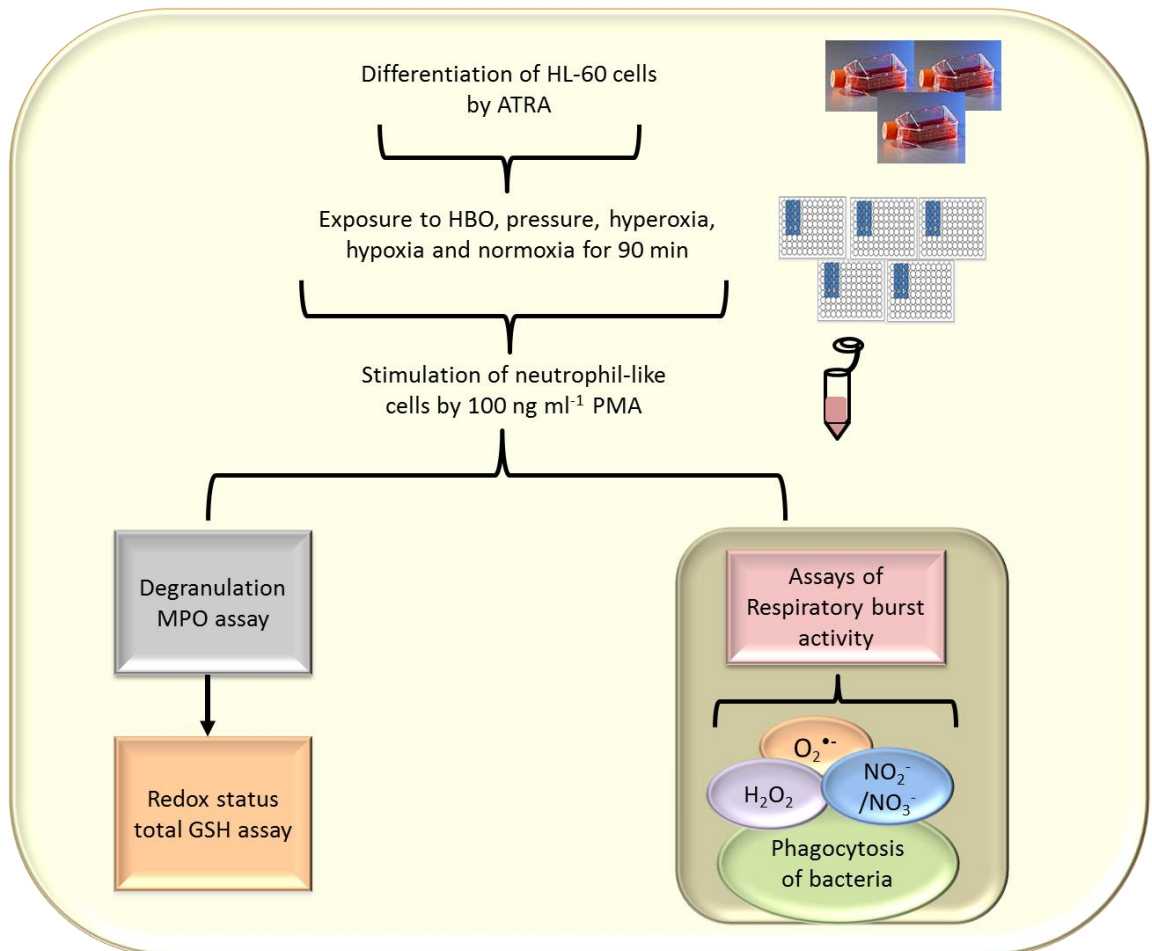 Differentiation of HL-60 cells
by ATRA
Exposure to HBO, pressure, hyperoxia,
hypoxia and normoxia for 90 min
Stimulation of neutrophil-like
cells by 100 ng ml⁻¹ PMA
Degranulation
MPO assay
Redox status
total GSH assay
Assays of
Respiratory burst
activity
O₂•⁻
H₂O₂
NO₂⁻
/NO₃⁻
Phagocytosis
of bacteria